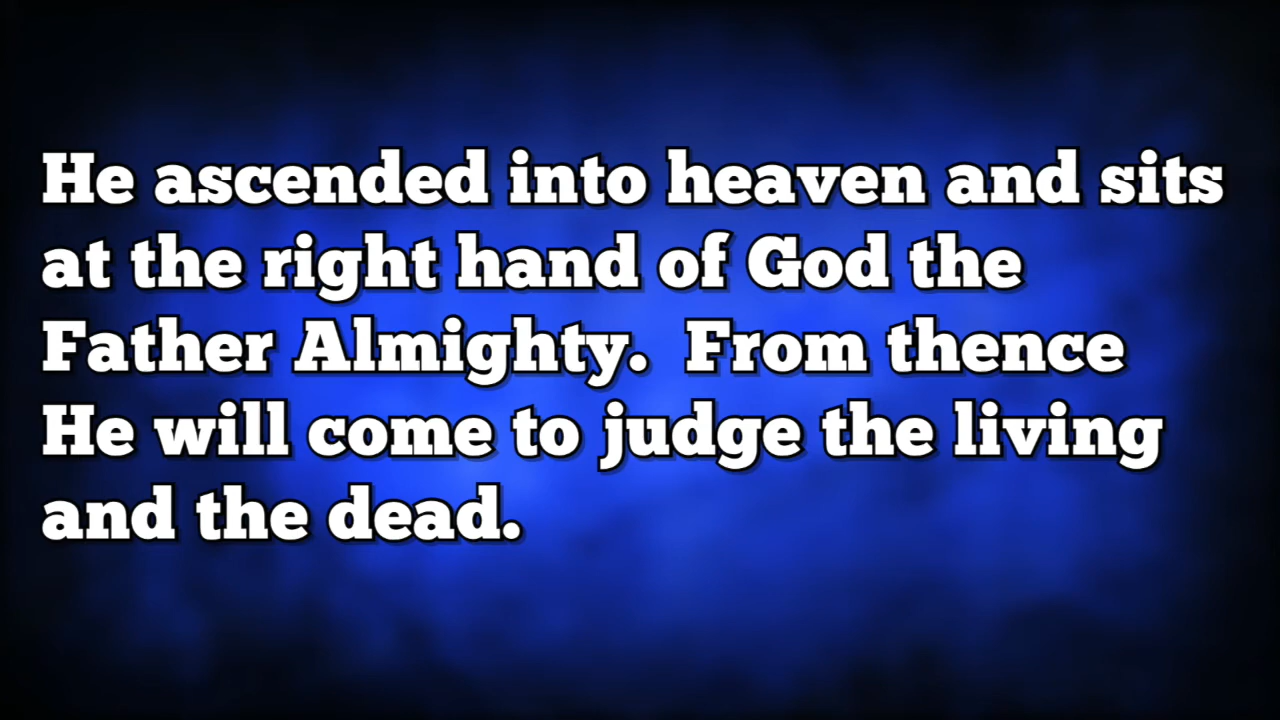 He ascended into heaven and sits
at the right hand of God the
Father Almighty.  From thence
He will come to judge the living
and the dead.